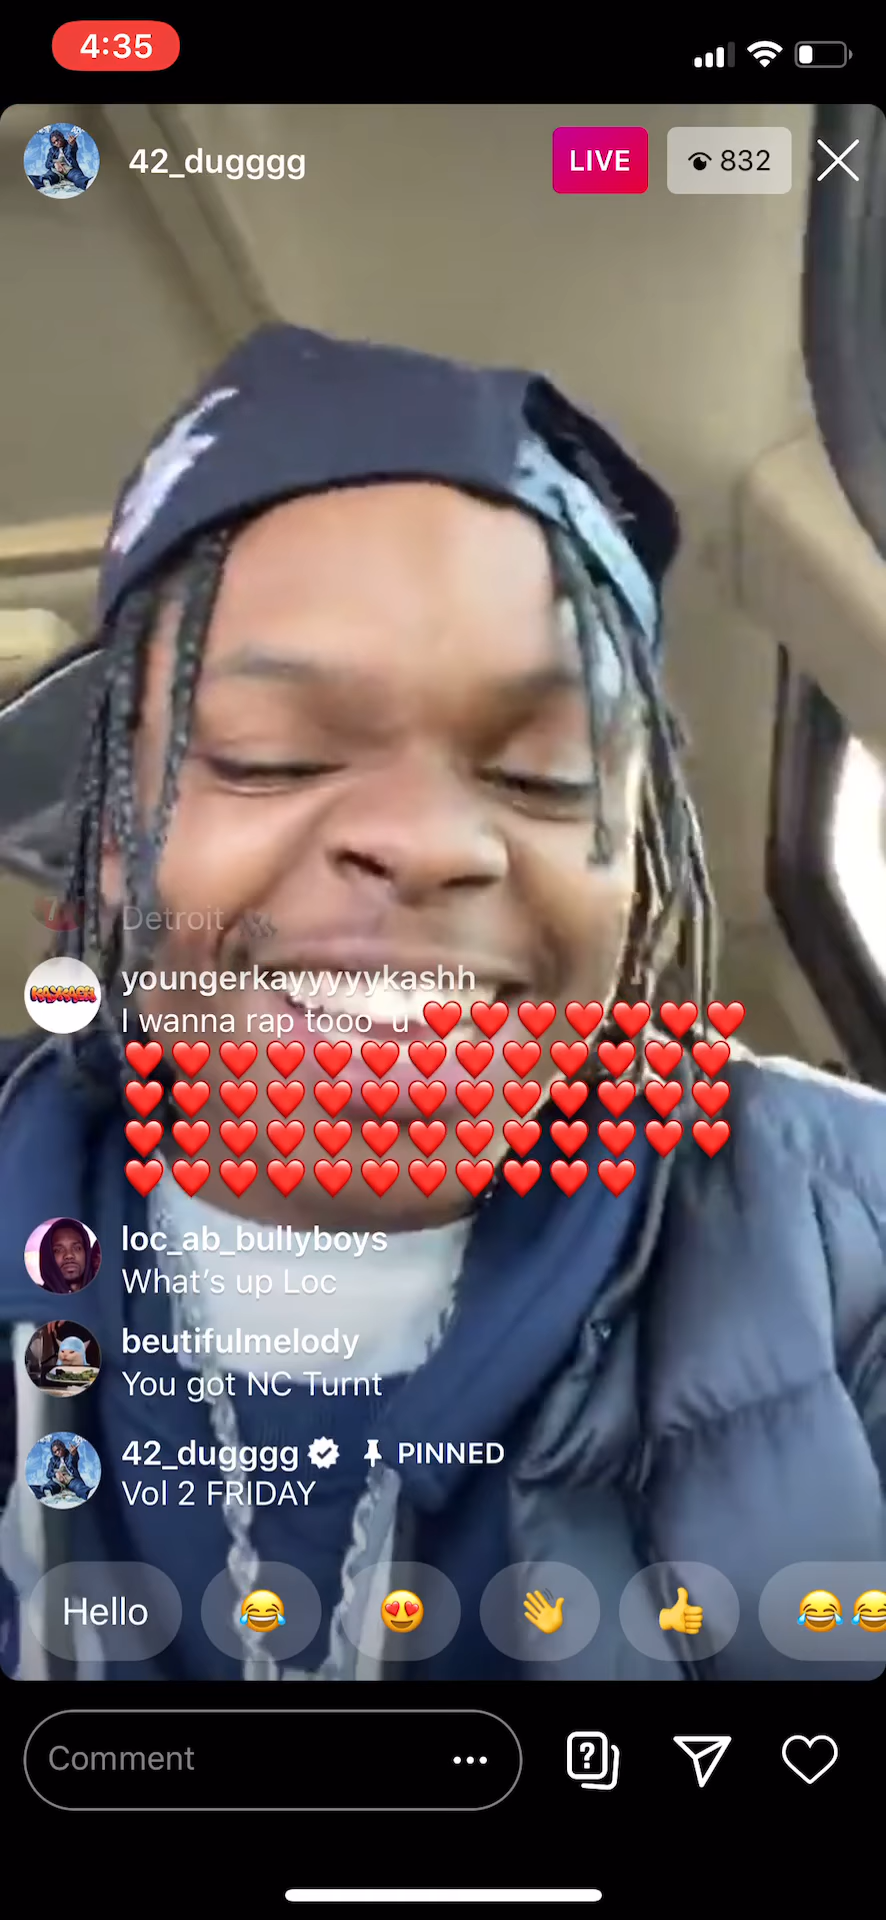 4:35
42_dugggg
LIVE
832
Detroit
youngerkayyyyykashh
I wanna rap tooo u ❤️❤️❤️❤️❤️❤️❤️
❤️❤️❤️❤️❤️❤️❤️❤️❤️❤️❤️❤️❤️
❤️❤️❤️❤️❤️❤️❤️❤️❤️❤️❤️❤️❤️
❤️❤️❤️❤️❤️❤️❤️❤️❤️❤️❤️❤️❤️
❤️❤️❤️❤️❤️❤️❤️❤️❤️❤️❤️
loc_ab_bullyboys
What’s up Loc
beutifulmelody
You got NC Turnt
42_dugggg PINNED
Vol 2 FRIDAY
Hello 😂 😍 👋 👍 😂😂
Comment